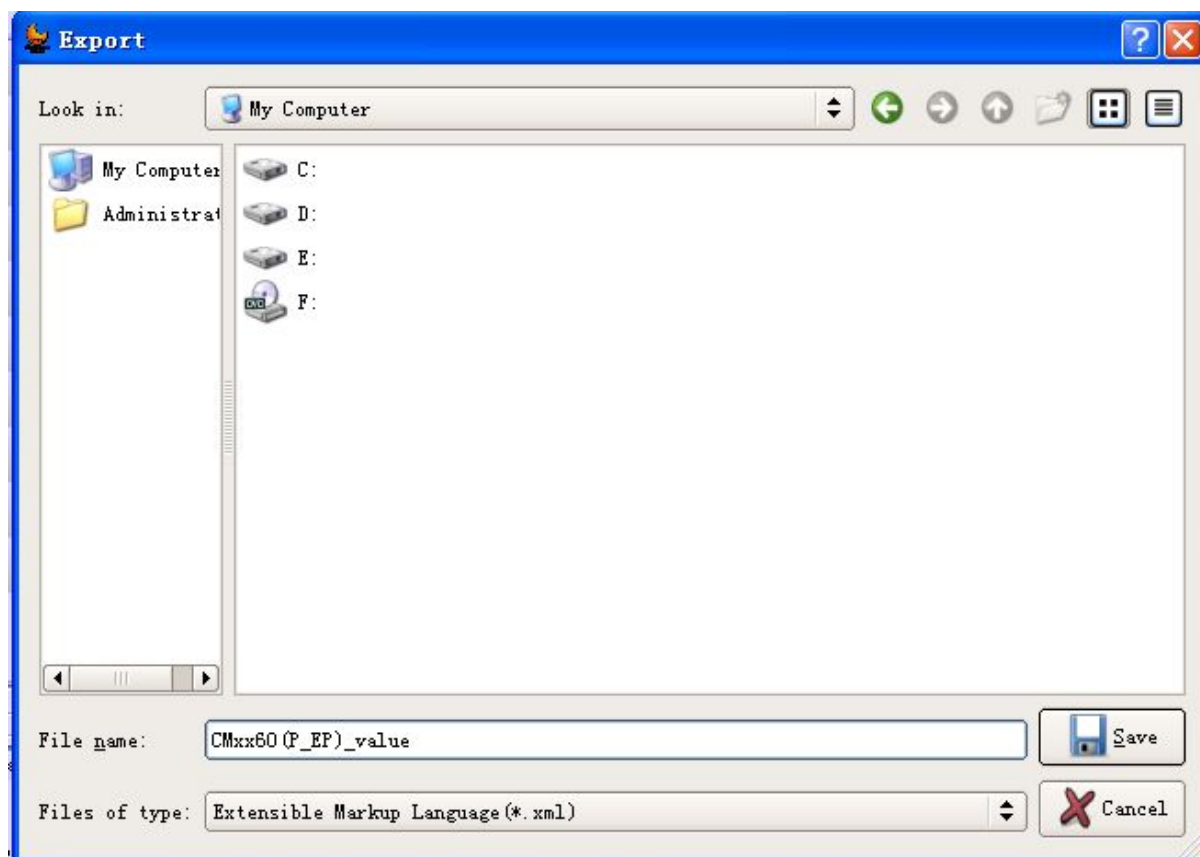 Export
Look in:
My Computer
My Computer
Administrat
C:
D:
E:
DVD
F:
File name:
CMxx60(P_EP)_value
Save
Files of type:
Extensible Markup Language(*.xml)
Cancel